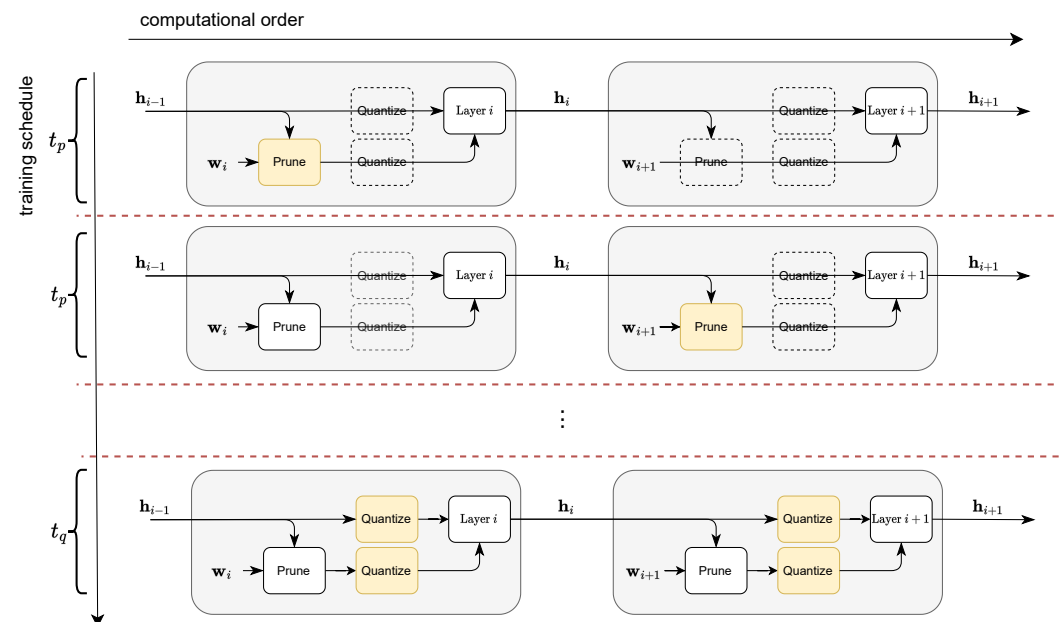 computational order
training schedule
t_p
h_{i−1}
Quantize
Layer i
h_i
Quantize
Layer i + 1
h_{i+1}
w_i
Prune
Quantize
w_{i+1}
Prune
Quantize
t_p
h_{i−1}
Quantize
Layer i
h_i
Quantize
Layer i + 1
h_{i+1}
w_i
Prune
Quantize
w_{i+1}
Prune
Quantize
⋮
t_q
h_{i−1}
Quantize
Layer i
h_i
Quantize
Layer i + 1
h_{i+1}
w_i
Prune
Quantize
w_{i+1}
Prune
Quantize